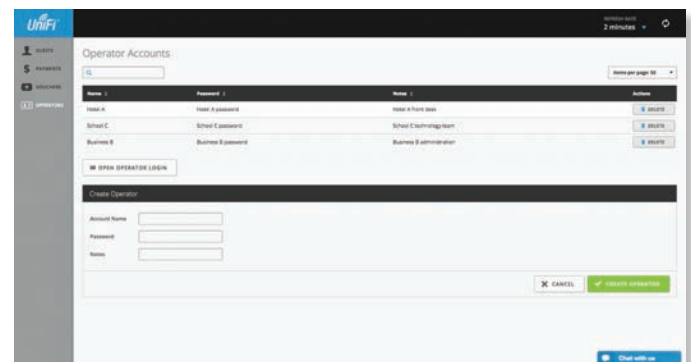 UniFi
REFRESH RATE
2 minutes
GUESTS
PAYMENTS
VOUCHERS
OPERATORS
Operator Accounts
Items per page: 50
Name Password Notes Actions
Hotel A Hotel A password Hotel A front desk DELETE
School C School C password School C technology team DELETE
Business B Business B password Business B administration DELETE
OPEN OPERATOR LOGIN
Create Operator
Account Name
Password
Notes
CANCEL CREATE OPERATOR
Chat with us